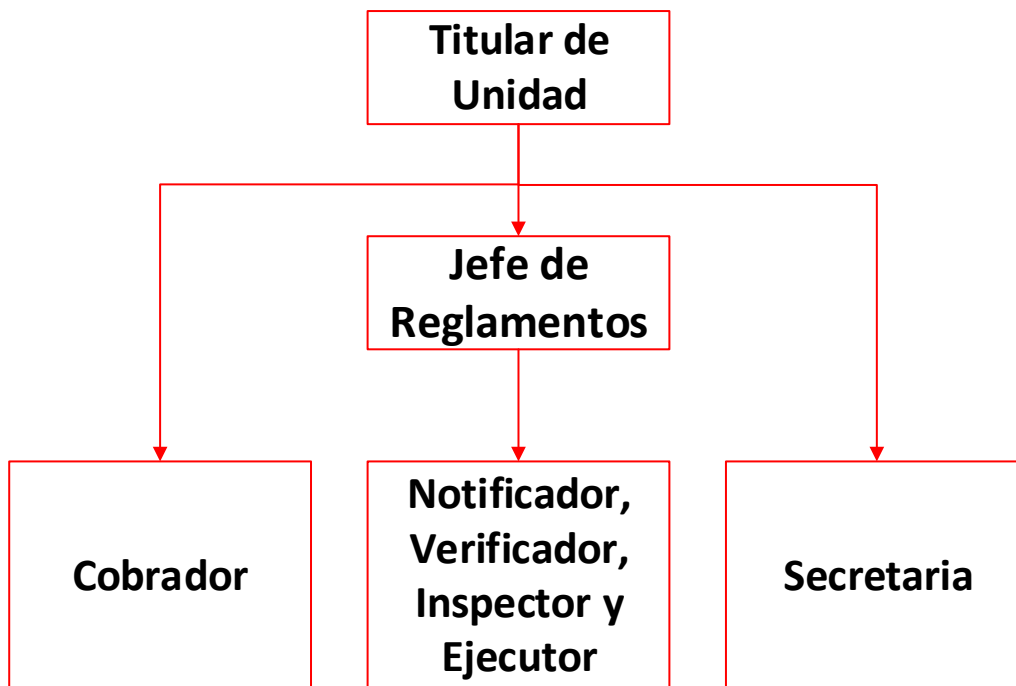 Titular de
Unidad
Jefe de
Reglamentos
Cobrador
Notificador,
Verificador,
Inspector y
Ejecutor
Secretaria